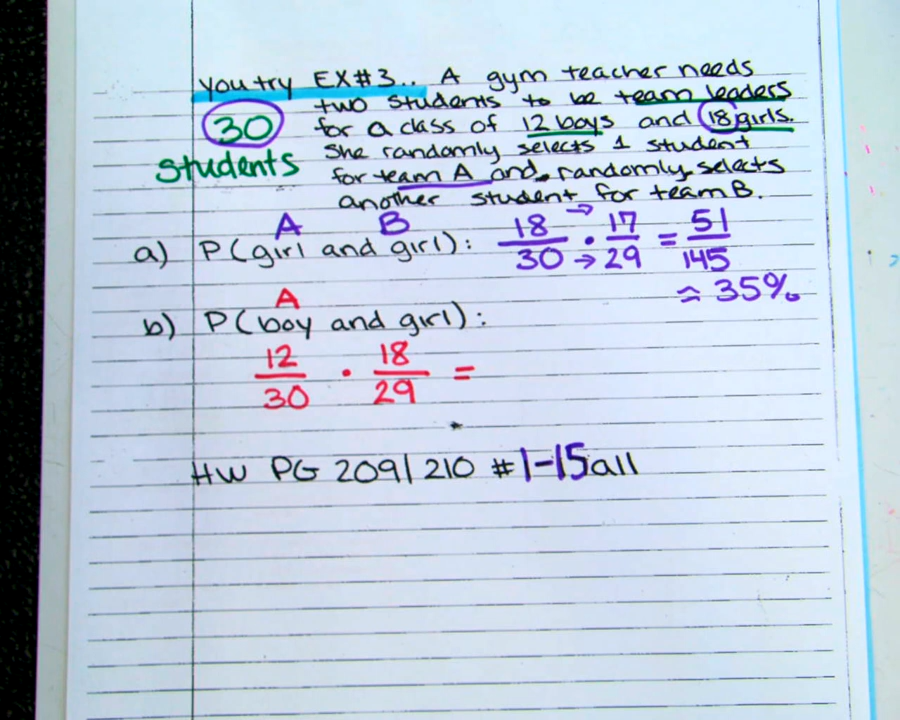 you try EX#3.. A gym teacher needs
two students to be team leaders
30 for a class of 12 boys and 18 girls.
students She randomly selects 1 student
for team A and randomly selects
another student for team B.
A B
a) P(girl and girl): 18/30 → → · 17/29 = 51/145
≈ 35%
A
b) P(boy and girl):
12/30 · 18/29 =
HW PG 209/210 #1-15 all